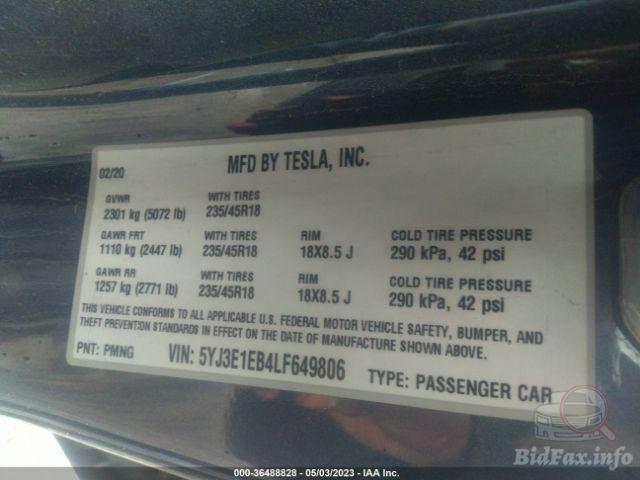 02/20 MFD BY TESLA, INC.
GVWR WITH TIRES
2301 kg (5072 lb) 235/45R18
GAWR FRT WITH TIRES RIM COLD TIRE PRESSURE
1110 kg (2447 lb) 235/45R18 18X8.5 J 290 kPa, 42 psi
GAWR RR WITH TIRES RIM COLD TIRE PRESSURE
1257 kg (2771 lb) 235/45R18 18X8.5 J 290 kPa, 42 psi
THIS VEHICLE CONFORMS TO ALL APPLICABLE U.S. FEDERAL MOTOR VEHICLE SAFETY, BUMPER, AND
THEFT PREVENTION STANDARDS IN EFFECT ON THE DATE OF MANUFACTURE SHOWN ABOVE.
PNT: PMNG VIN: 5YJ3E1EB4LF649806 TYPE: PASSENGER CAR
BidFax.info
000-36488828 - 05/03/2023 - IAA Inc.